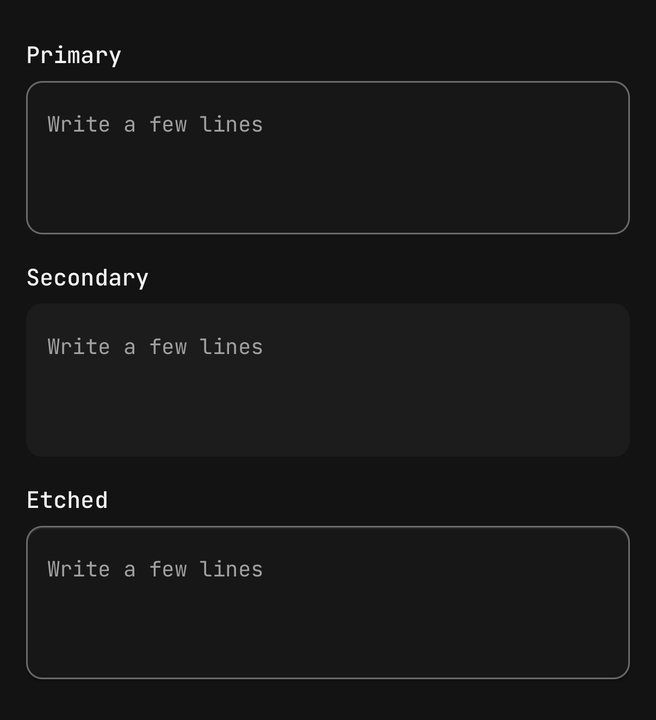 Primary
Write a few lines
Secondary
Write a few lines
Etched
Write a few lines